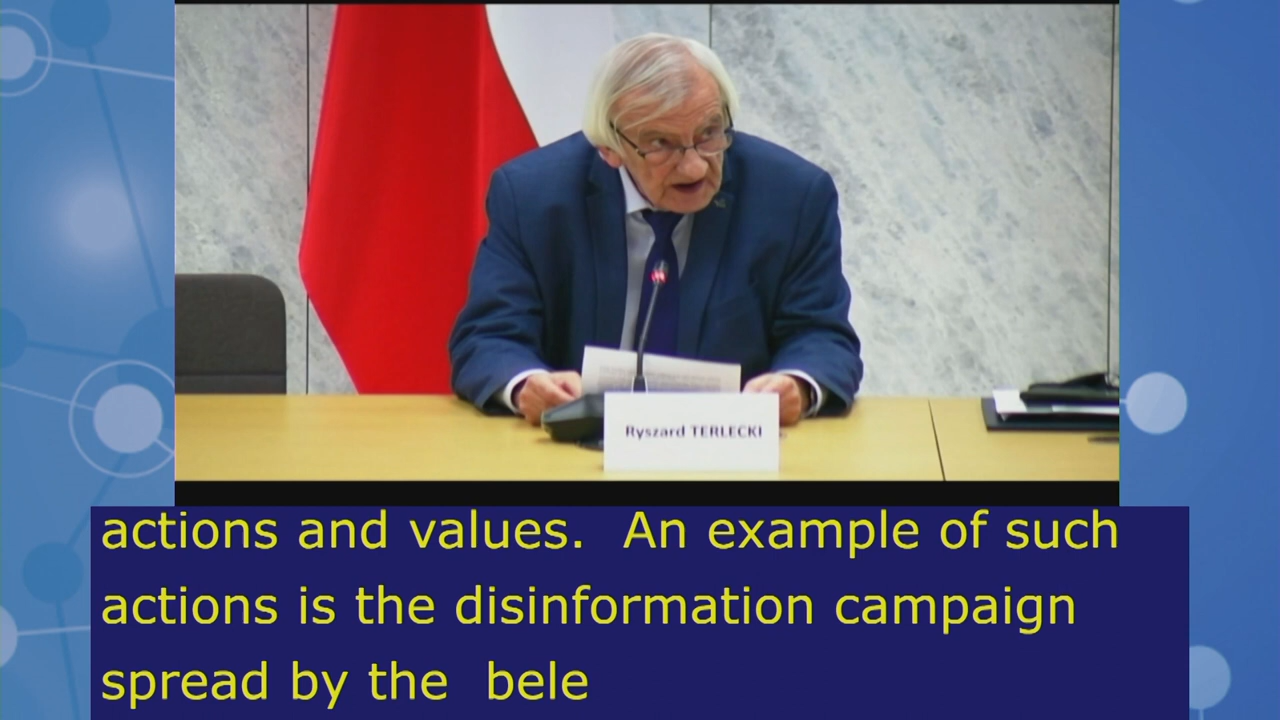 Ryszard TERLECKI
actions and values.  An example of such
actions is the disinformation campaign
spread by the  bele